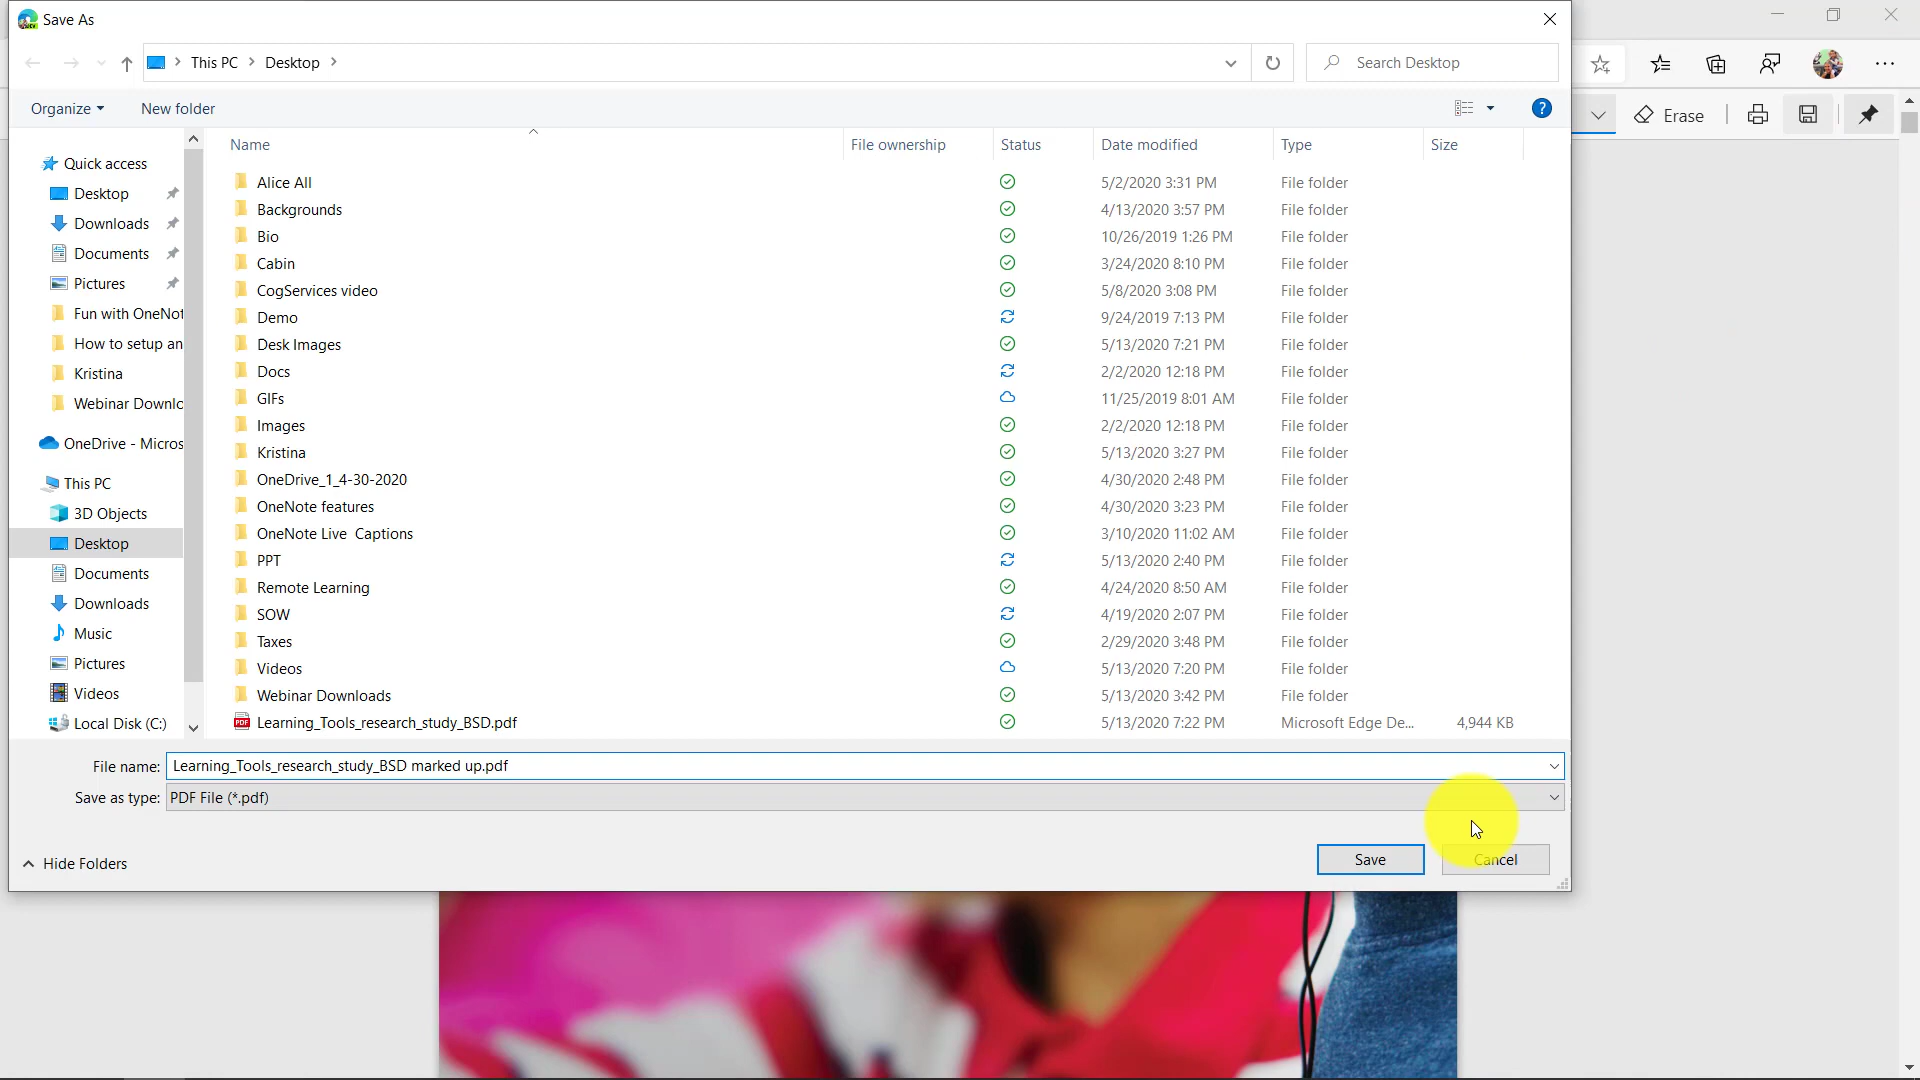 Save As
This PC > Desktop >
Search Desktop
Organize
New folder
Erase
Name
File ownership
Status
Date modified
Type
Size
Quick access
Desktop
Downloads
Documents
Pictures
Fun with OneNot
How to setup an
Kristina
Webinar Downlo
OneDrive - Micros
This PC
3D Objects
Desktop
Documents
Downloads
Music
Pictures
Videos
Local Disk (C:)
Alice All 5/2/2020 3:31 PM File folder
Backgrounds 4/13/2020 3:57 PM File folder
Bio 10/26/2019 1:26 PM File folder
Cabin 3/24/2020 8:10 PM File folder
CogServices video 5/8/2020 3:08 PM File folder
Demo 9/24/2019 7:13 PM File folder
Desk Images 5/13/2020 7:21 PM File folder
Docs 2/2/2020 12:18 PM File folder
GIFs 11/25/2019 8:01 AM File folder
Images 2/2/2020 12:18 PM File folder
Kristina 5/13/2020 3:27 PM File folder
OneDrive_1_4-30-2020 4/30/2020 2:48 PM File folder
OneNote features 4/30/2020 3:23 PM File folder
OneNote Live Captions 3/10/2020 11:02 AM File folder
PPT 5/13/2020 2:40 PM File folder
Remote Learning 4/24/2020 8:50 AM File folder
SOW 4/19/2020 2:07 PM File folder
Taxes 2/29/2020 3:48 PM File folder
Videos 5/13/2020 7:20 PM File folder
Webinar Downloads 5/13/2020 3:42 PM File folder
Learning_Tools_research_study_BSD.pdf 5/13/2020 7:22 PM Microsoft Edge De... 4,944 KB
File name: Learning_Tools_research_study_BSD marked up.pdf
Save as type: PDF File (*.pdf)
Hide Folders
Save
Cancel